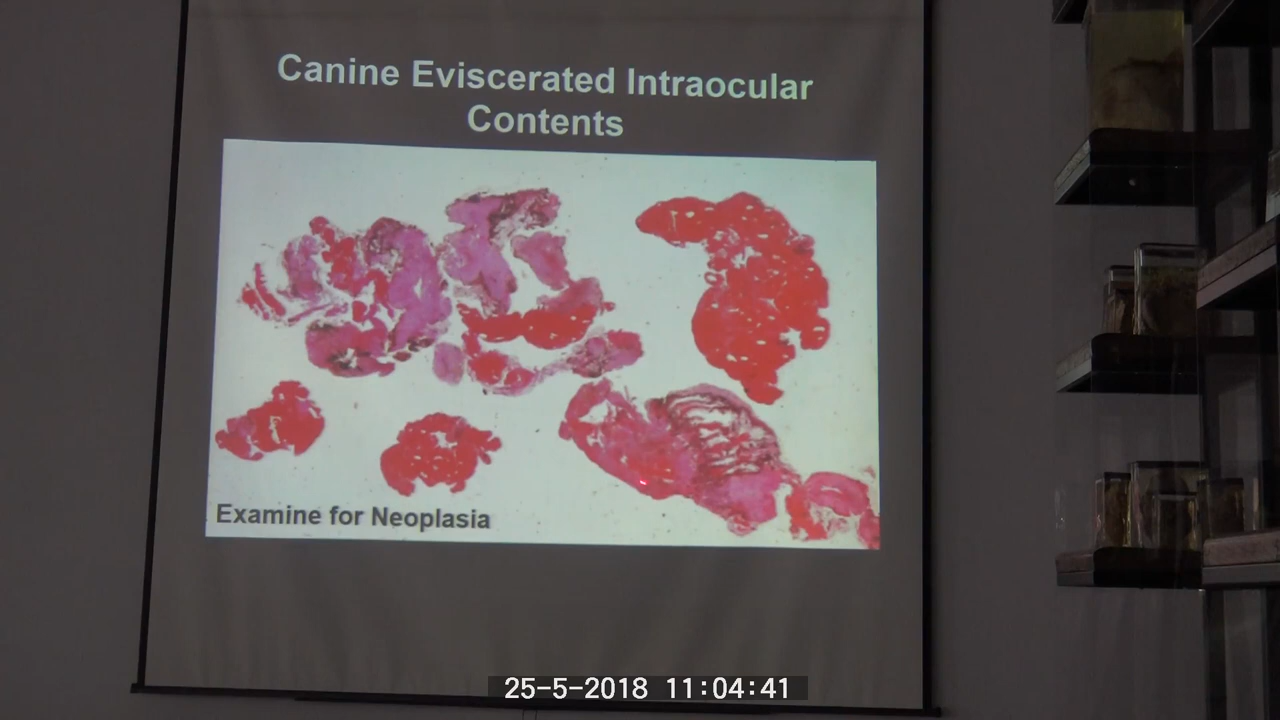 Canine Eviscerated Intraocular
Contents
Examine for Neoplasia
25-5-2018 11:04:41